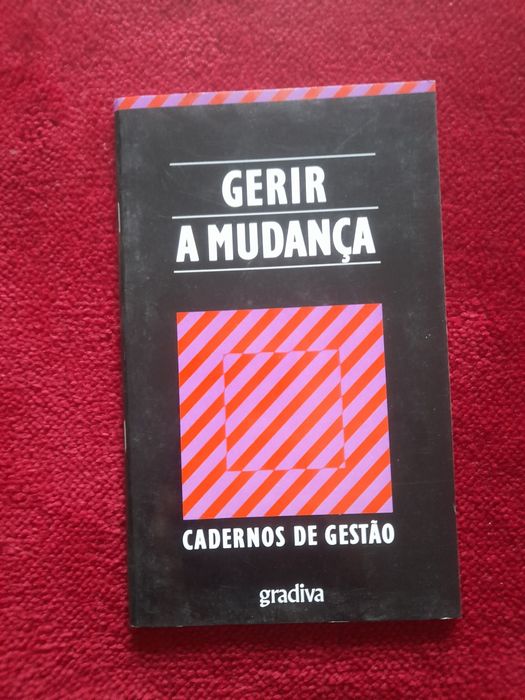 GERIR
A MUDANÇA
CADERNOS DE GESTÃO
gradiva